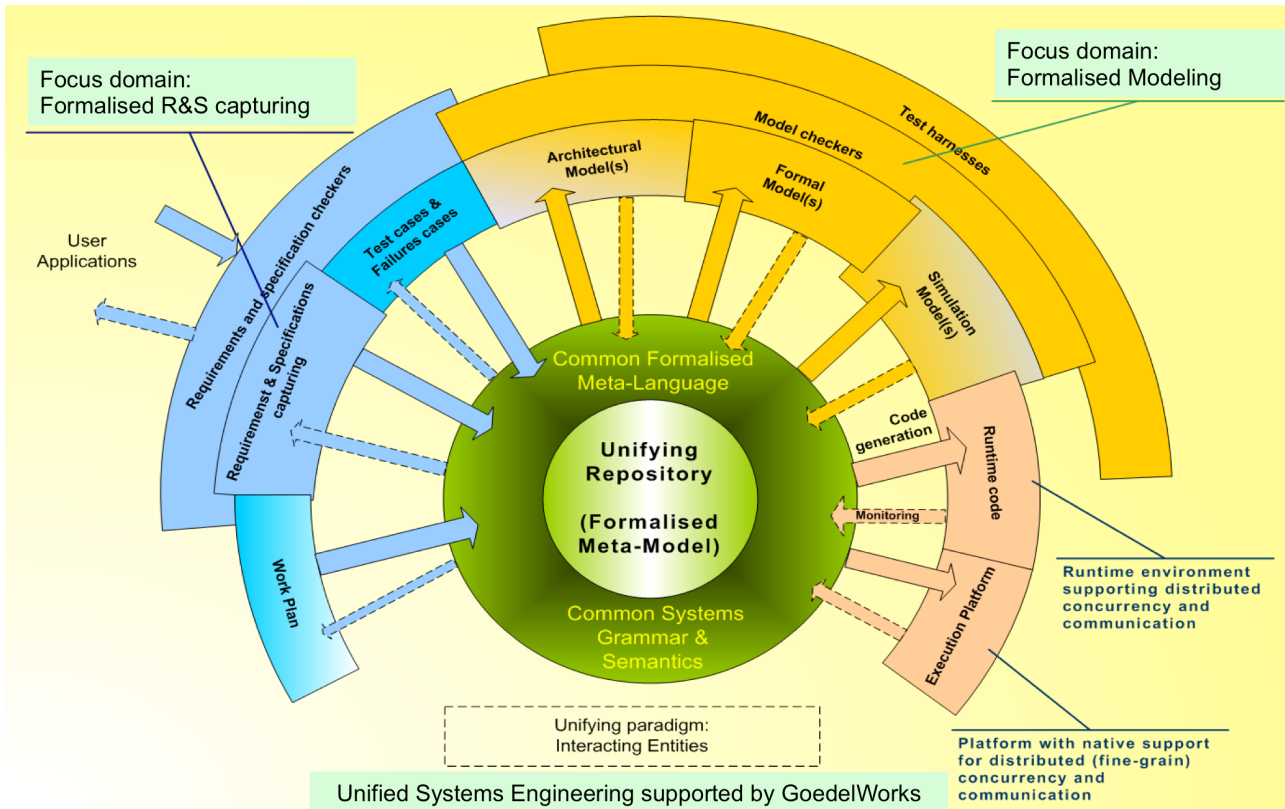 Focus domain:
Formalised R&S capturing
Focus domain:
Formalised Modeling
Test harnesses
Model checkers
Architectural
Model(s)
Formal
Model(s)
Simulation
Model(s)
Requirements and specification checkers
Test cases &
Failures cases
User
Applications
Requiremenst & Specifications
capturing
Work Plan
Common Formalised
Meta-Language
Unifying
Repository
(Formalised
Meta-Model)
Common Systems
Grammar &
Semantics
Code
generation
Runtime code
Monitoring
Execution Platform
Runtime environment
supporting distributed
concurrency and
communication
Platform with native support
for distributed (fine-grain)
concurrency and
communication
Unifying paradigm:
Interacting Entities
Unified Systems Engineering supported by GoedelWorks